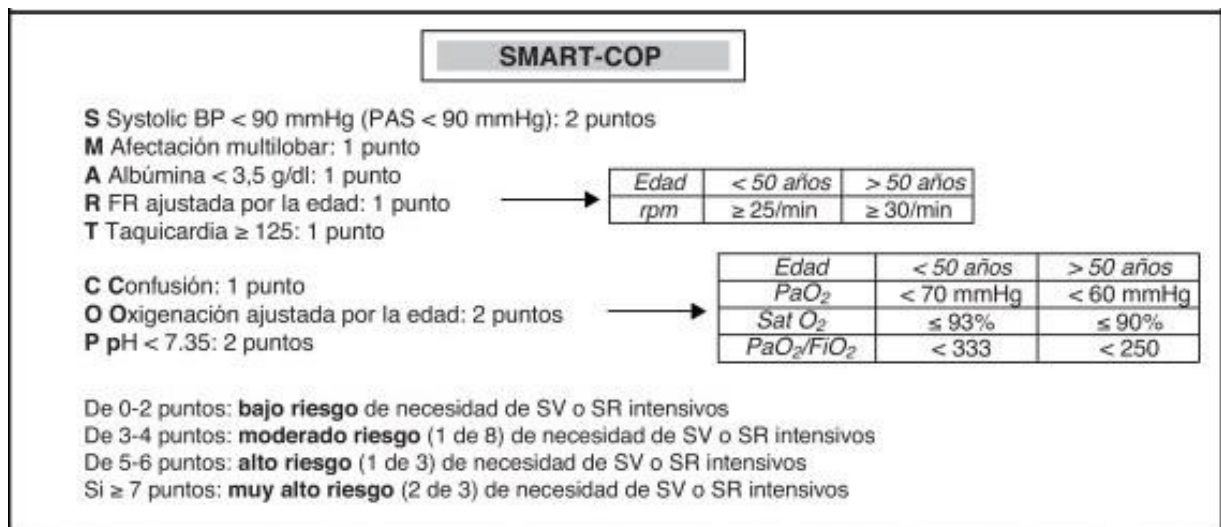 SMART-COP
S Systolic BP < 90 mmHg (PAS < 90 mmHg): 2 puntos
M Afectación multilobar: 1 punto
A Albúmina < 3,5 g/dl: 1 punto
R FR ajustada por la edad: 1 punto
T Taquicardia ≥ 125: 1 punto
Edad < 50 años > 50 años
rpm ≥ 25/min ≥ 30/min
C Confusión: 1 punto
O Oxigenación ajustada por la edad: 2 puntos
P pH < 7.35: 2 puntos
Edad < 50 años > 50 años
PaO2 < 70 mmHg < 60 mmHg
Sat O2 ≤ 93% ≤ 90%
PaO2/FiO2 < 333 < 250
De 0-2 puntos: bajo riesgo de necesidad de SV o SR intensivos
De 3-4 puntos: moderado riesgo (1 de 8) de necesidad de SV o SR intensivos
De 5-6 puntos: alto riesgo (1 de 3) de necesidad de SV o SR intensivos
Si ≥ 7 puntos: muy alto riesgo (2 de 3) de necesidad de SV o SR intensivos